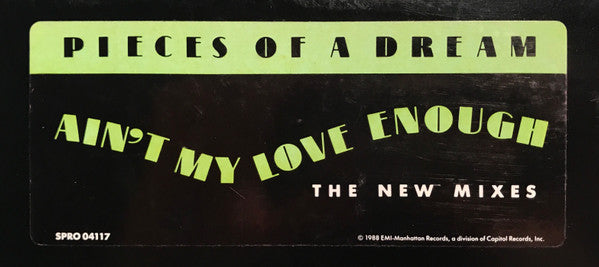 PIECES OF A DREAM
AIN'T MY LOVE ENOUGH
THE NEW MIXES
SPRO 04117
© 1988 EMI-Manhattan Records, a division of Capitol Records, Inc.